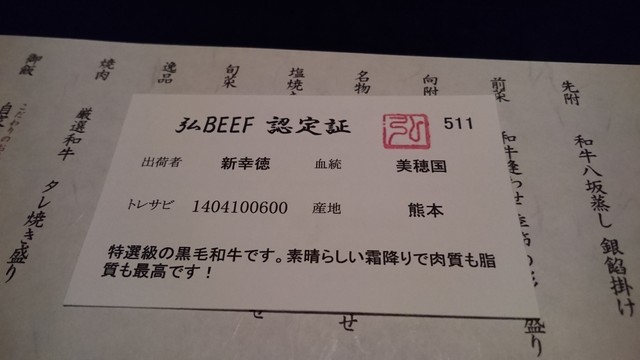 弘BEEF 認定証 弘 511
出荷者 新幸徳 血統 美穂国
トレサビ 1404100600 産地 熊本
特選級の黒毛和牛です。素晴らしい霜降りで肉質も脂
質も最高です！
先附
和牛八坂蒸し 銀餡掛け
前菜
向附
名物
塩焼き
旬菜
逸品
焼肉
厳選和牛 タレ焼き盛り
御飯